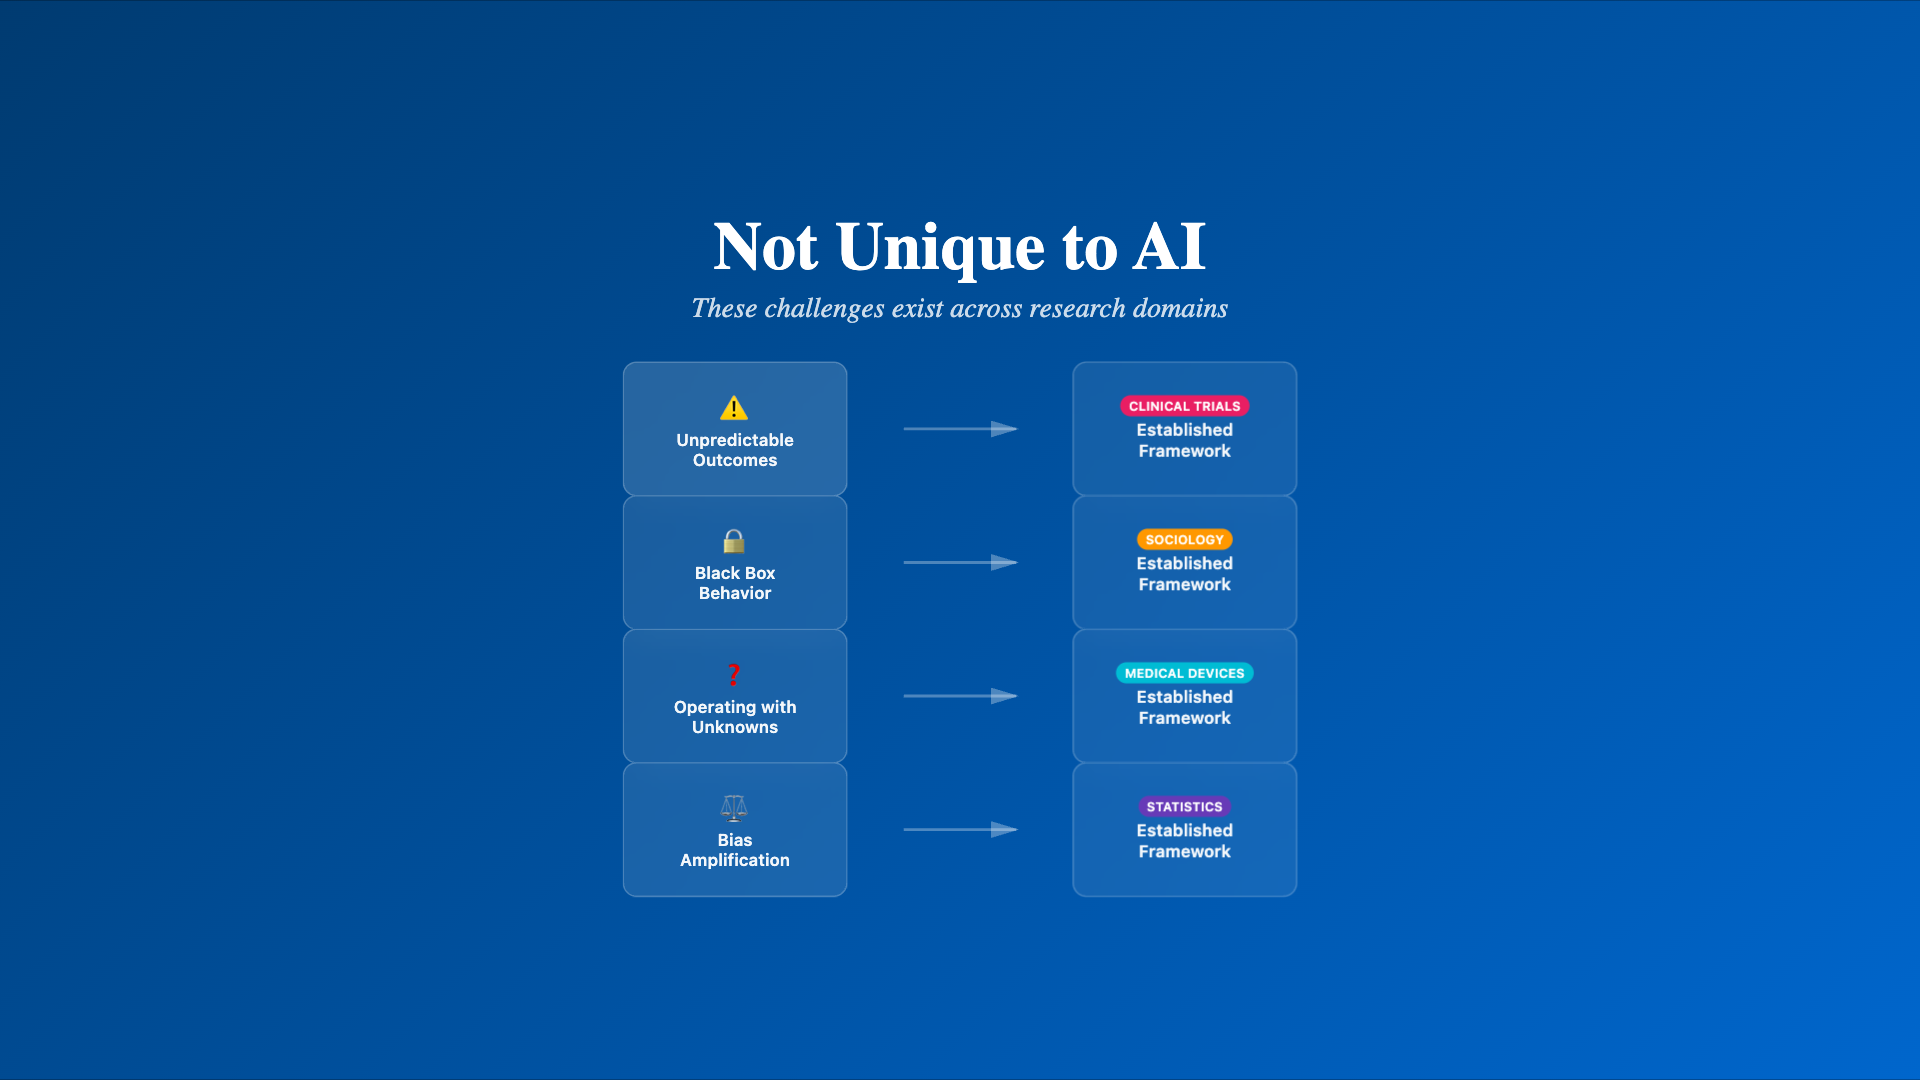 Not Unique to AI
These challenges exist across research domains
Unpredictable
Outcomes
CLINICAL TRIALS
Established
Framework
Black Box
Behavior
SOCIOLOGY
Established
Framework
Operating with
Unknowns
MEDICAL DEVICES
Established
Framework
Bias
Amplification
STATISTICS
Established
Framework